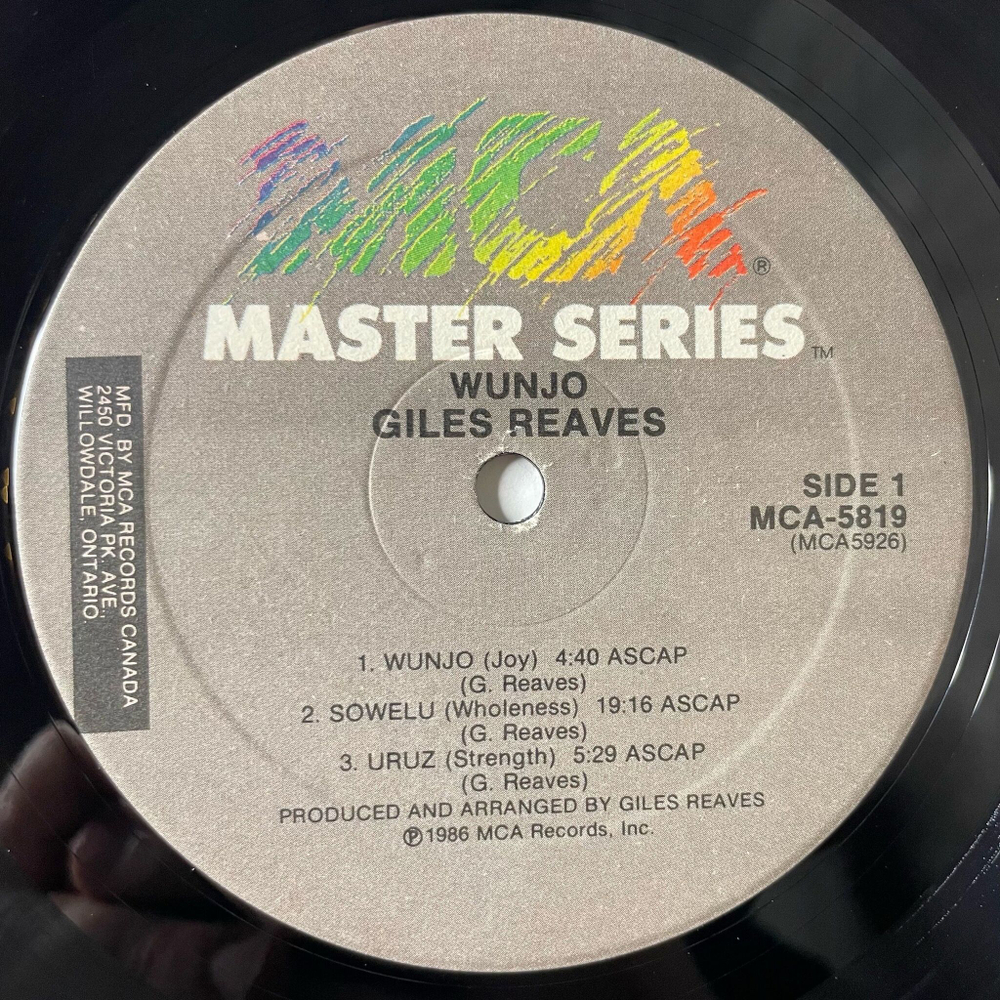 MCA®
MASTER SERIES™
WUNJO
GILES REAVES
SIDE 1
MCA-5819
(MCA5926)
MFD. BY MCA RECORDS CANADA
2450 VICTORIA PK. AVE.,
WILLOWDALE, ONTARIO.
1. WUNJO (Joy) 4:40 ASCAP
(G. Reaves)
2. SOWELU (Wholeness) 19:16 ASCAP
(G. Reaves)
3. URUZ (Strength) 5:29 ASCAP
(G. Reaves)
PRODUCED AND ARRANGED BY GILES REAVES
℗1986 MCA Records, Inc.